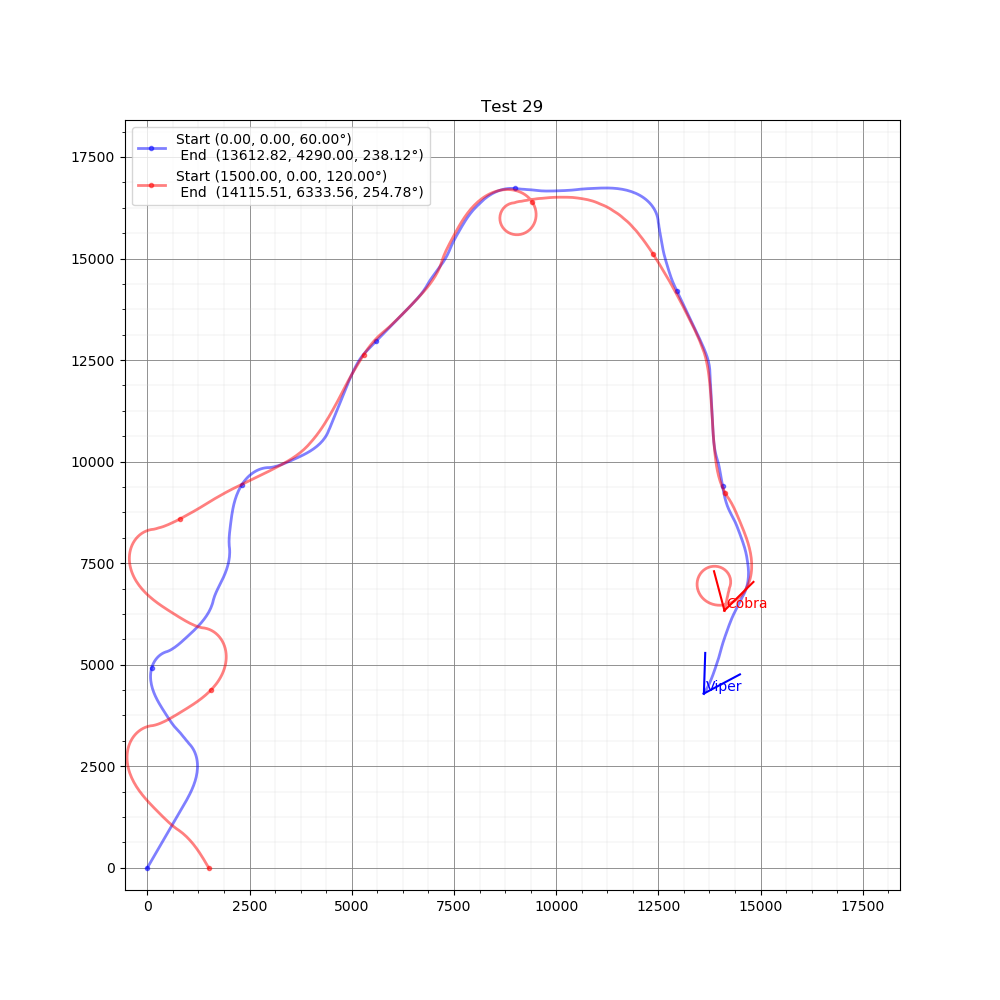 Test 29
Start (0.00, 0.00, 60.00°)
End  (13612.82, 4290.00, 238.12°)
Start (1500.00, 0.00, 120.00°)
End  (14115.51, 6333.56, 254.78°)
17500
15000
12500
10000
7500
5000
2500
0
Cobra
Viper
0 2500 5000 7500 10000 12500 15000 17500